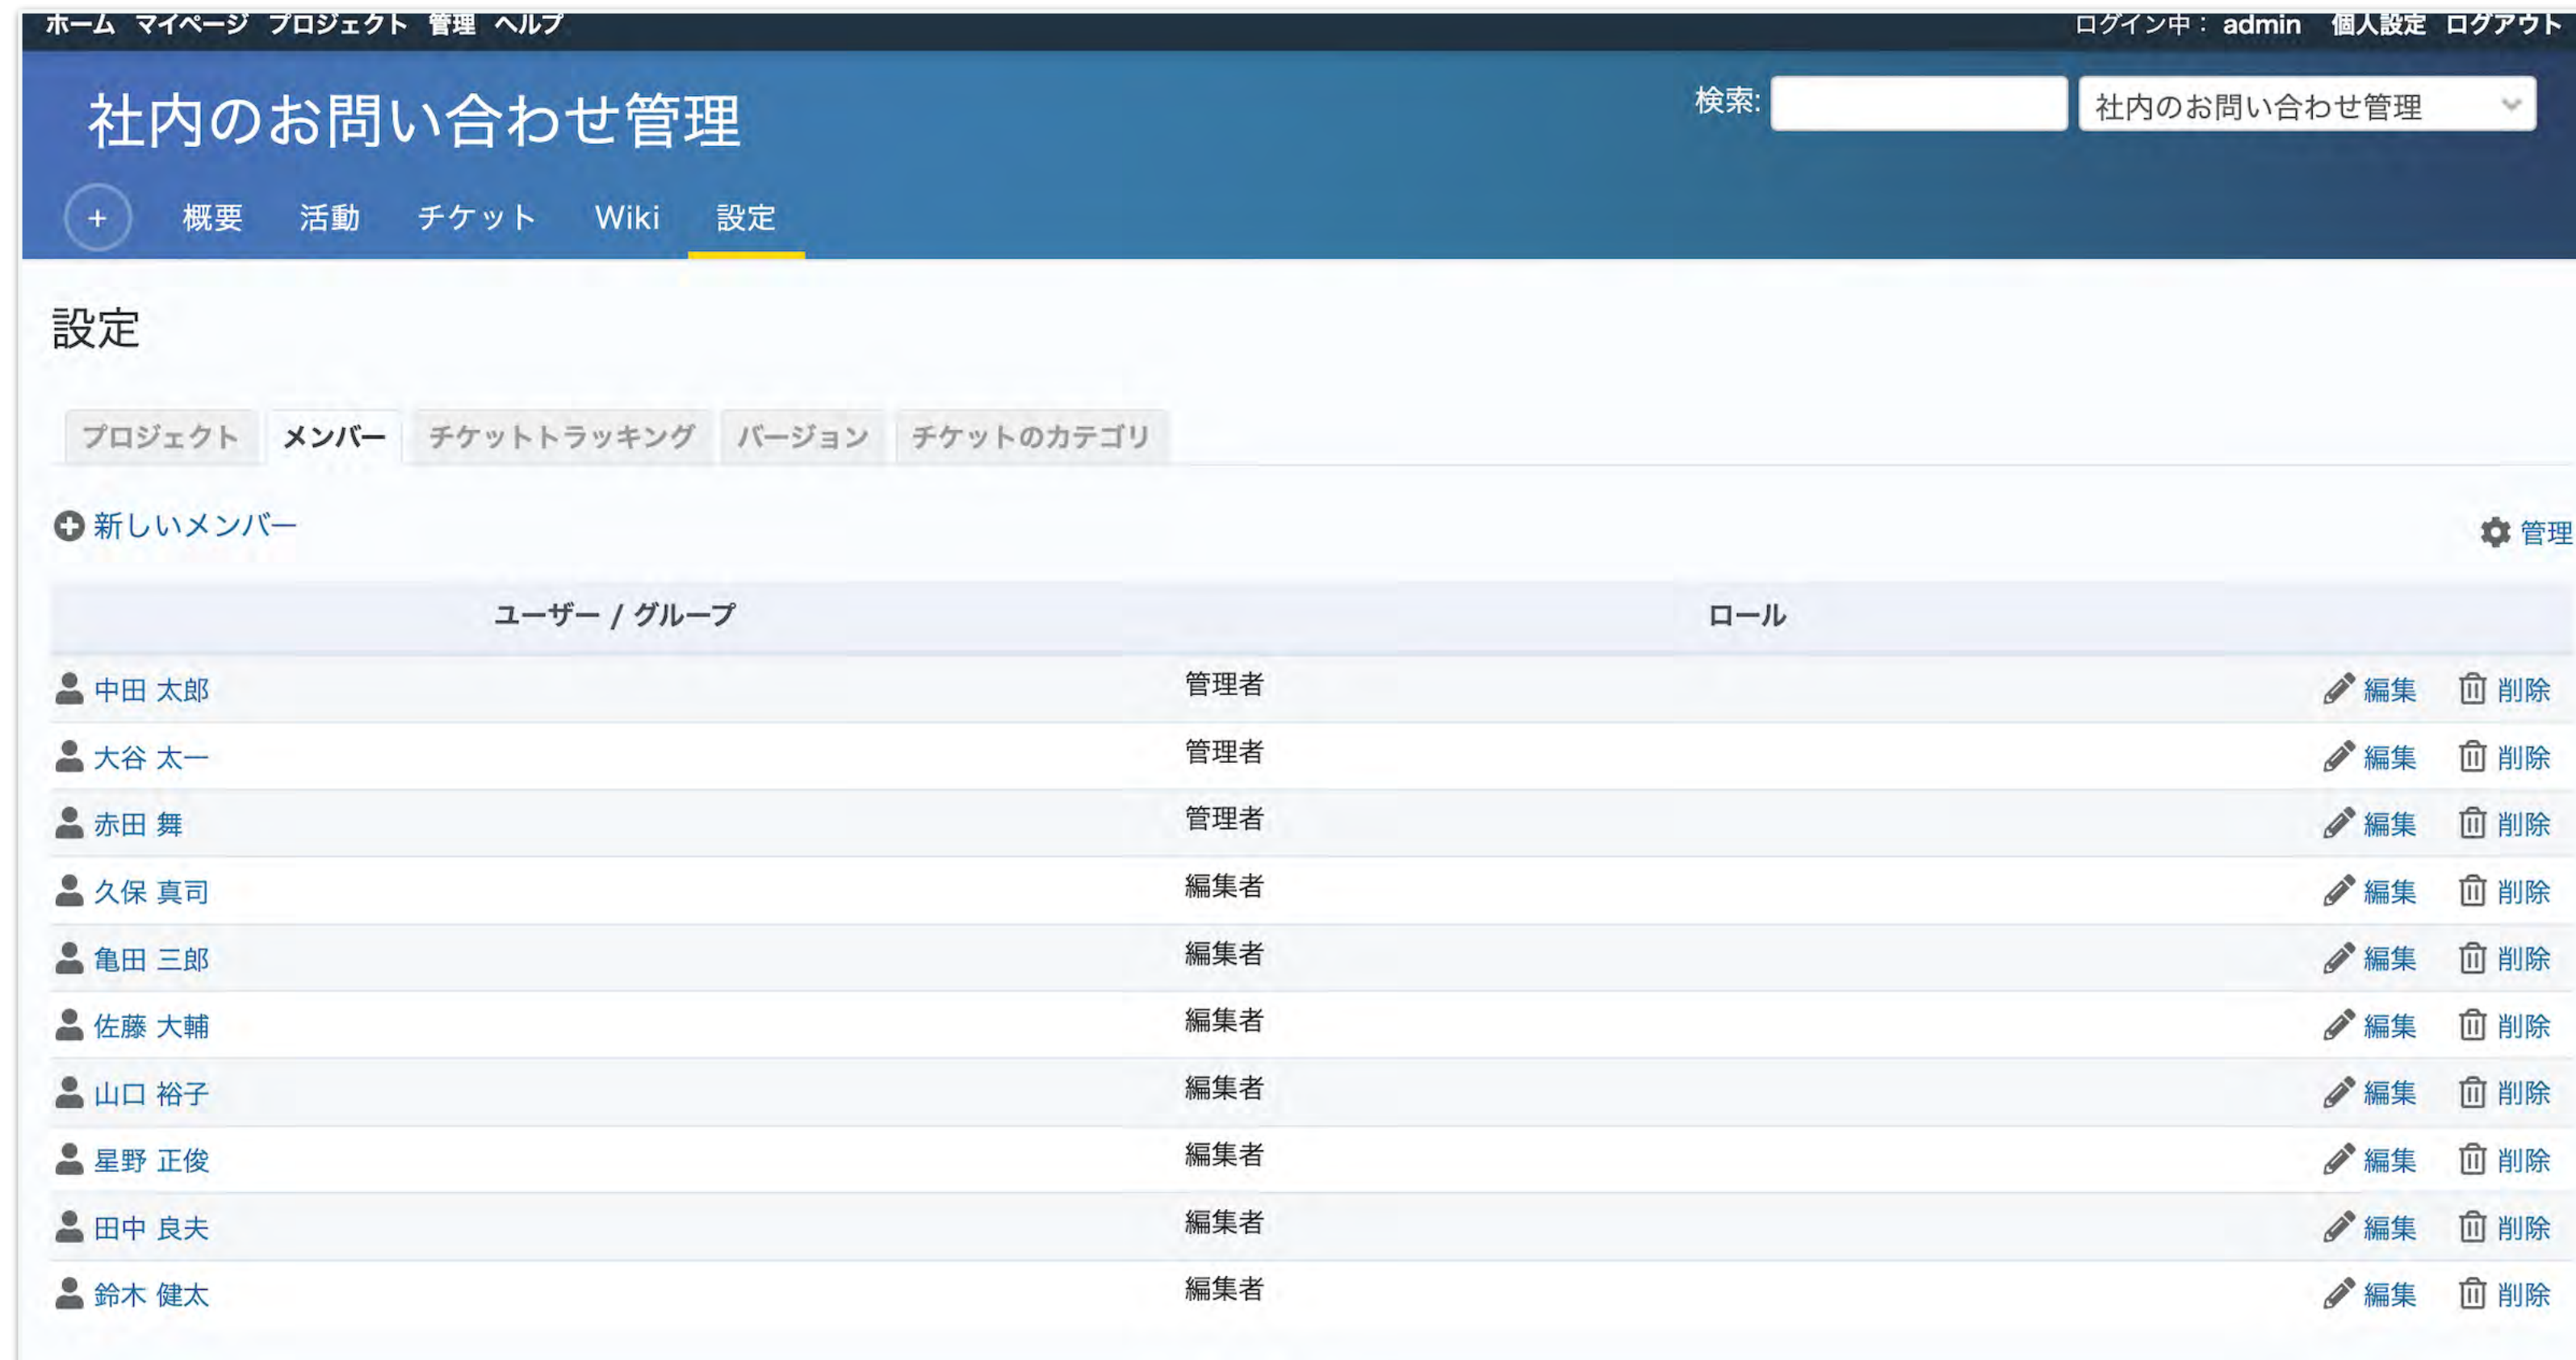 ホーム マイページ プロジェクト 管理 ヘルプ ログイン中： admin 個人設定 ログアウト
社内のお問い合わせ管理 検索: 社内のお問い合わせ管理
+ 概要 活動 チケット Wiki 設定
設定
プロジェクト メンバー チケットトラッキング バージョン チケットのカテゴリ
新しいメンバー 管理
ユーザー / グループ ロール
中田 太郎 管理者 編集 削除
大谷 太一 管理者 編集 削除
赤田 舞 管理者 編集 削除
久保 真司 編集者 編集 削除
亀田 三郎 編集者 編集 削除
佐藤 大輔 編集者 編集 削除
山口 裕子 編集者 編集 削除
星野 正俊 編集者 編集 削除
田中 良夫 編集者 編集 削除
鈴木 健太 編集者 編集 削除